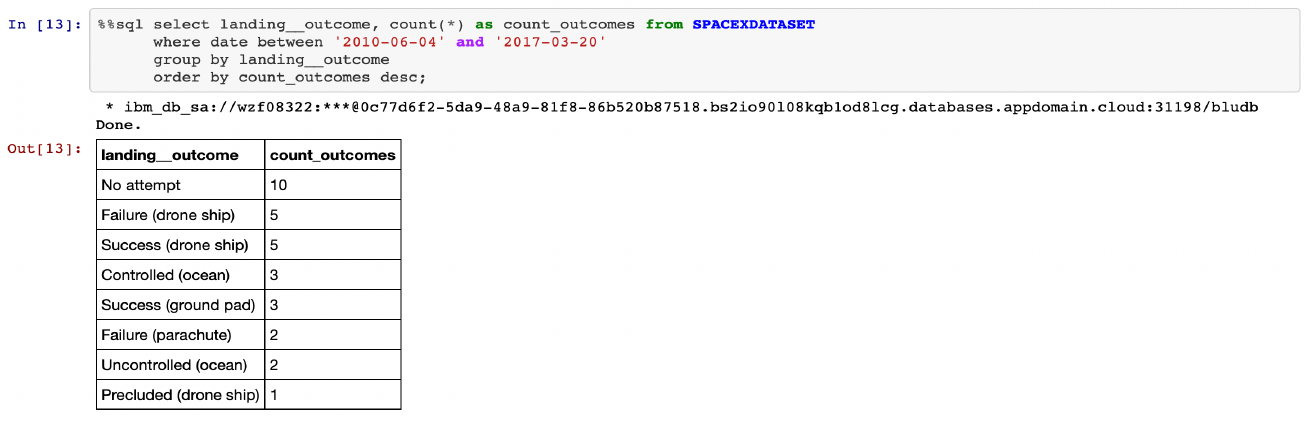 In [13]: %%sql select landing__outcome, count(*) as count_outcomes from SPACEXDATASET
where date between '2010-06-04' and '2017-03-20'
group by landing__outcome
order by count_outcomes desc;
* ibm_db_sa://wzf08322:***@0c77d6f2-5da9-48a9-81f8-86b520b87518.bs2io90l08kqb1od8lcg.databases.appdomain.cloud:31198/bludb
Done.
Out[13]:
landing__outcome count_outcomes
No attempt 10
Failure (drone ship) 5
Success (drone ship) 5
Controlled (ocean) 3
Success (ground pad) 3
Failure (parachute) 2
Uncontrolled (ocean) 2
Precluded (drone ship) 1